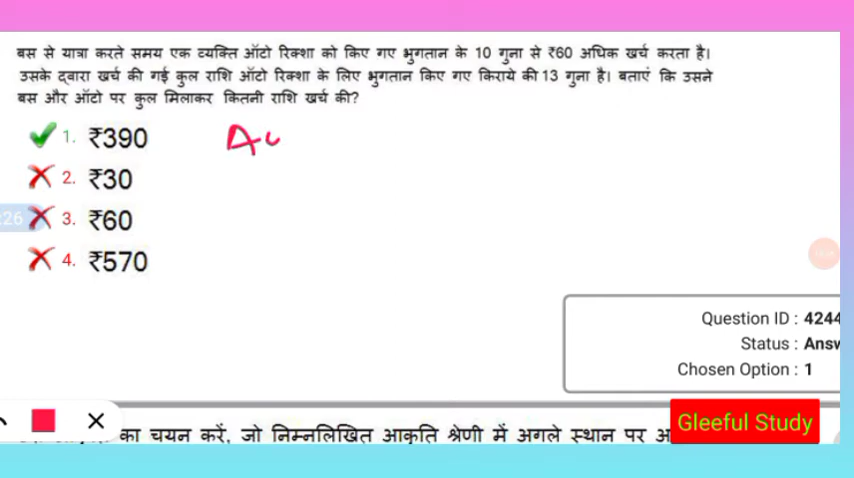 बस से यात्रा करते समय एक व्यक्ति ऑटो रिक्शा को किए गए भुगतान के 10 गुना से ₹60 अधिक खर्च करता है।
उसके द्वारा खर्च की गई कुल राशि ऑटो रिक्शा के लिए भुगतान किए गए किराये की 13 गुना है। बताएं कि उसने
बस और ऑटो पर कुल मिलाकर कितनी राशि खर्च की?
1. ₹390
2. ₹30
:26
3. ₹60
4. ₹570
Question ID : 4244
Status : Answ
Chosen Option : 1
Gleeful Study
का चयन करें, जो निम्नलिखित आकृति श्रेणी में अगले स्थान पर